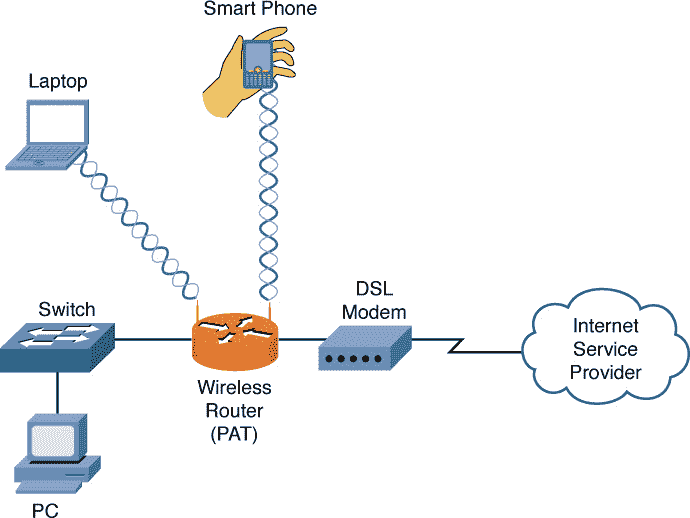 Smart Phone
Laptop
Switch
Wireless
Router
(PAT)
DSL
Modem
Internet
Service
Provider
PC